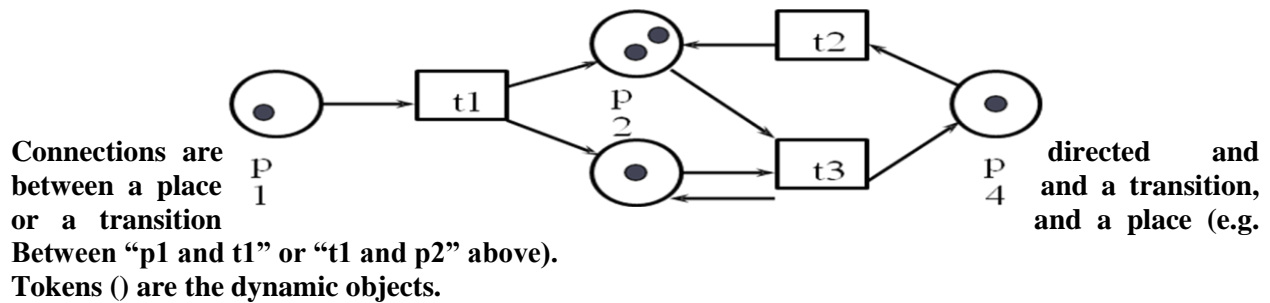 t2
t1
p
2
t3
p
1
p
4
Connections are directed and
between a place and a transition,
or a transition and a place (e.g.
Between “p1 and t1” or “t1 and p2” above).
Tokens () are the dynamic objects.